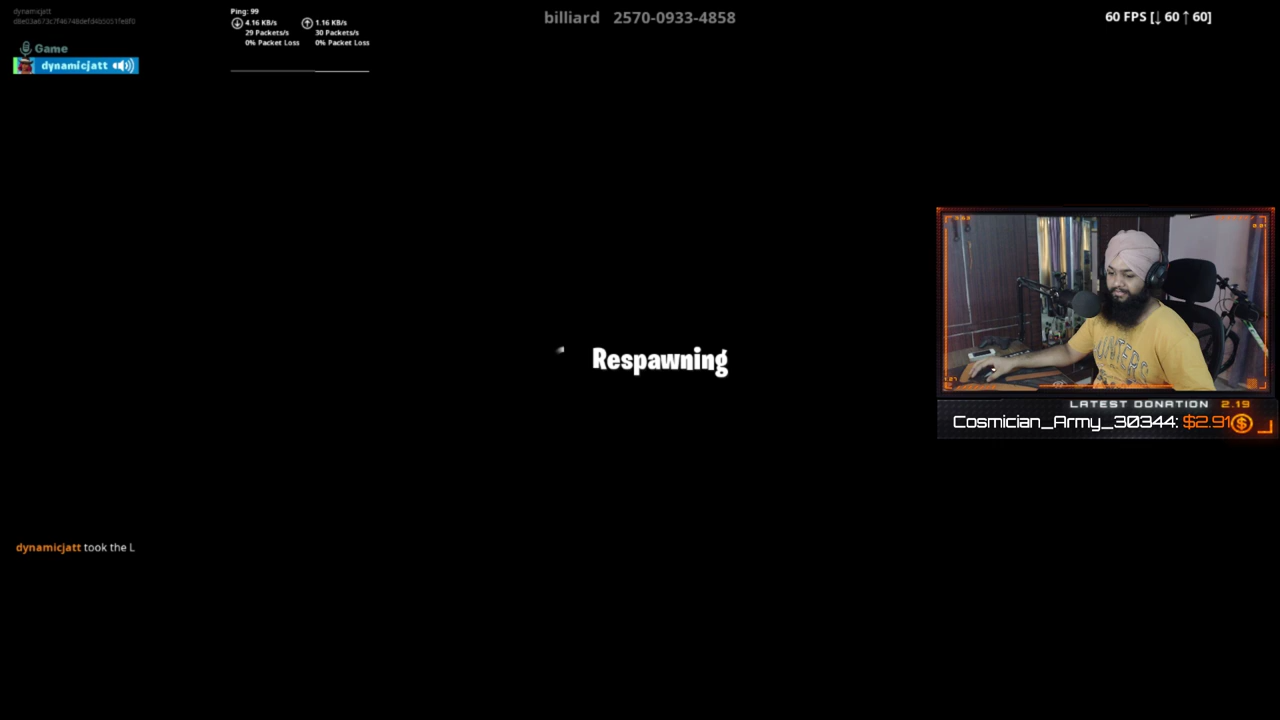 dynamicjatt
Ping: 99
4.16 KB/s 1.16 KB/s
29 Packets/s 30 Packets/s
0% Packet Loss 0% Packet Loss
billiard 2570-0933-4858
60 FPS [↓ 60 ↑ 60]
Game
dynamicjatt
Respawning
LATEST DONATION 2.19
Cosmician_Army_30344: $2.91
dynamicjatt took the L